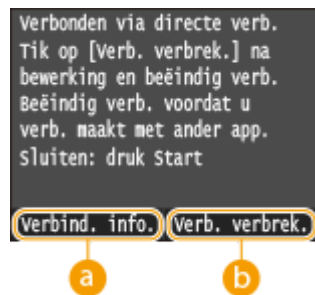 Verbonden via directe verb.
Tik op [Verb. verbrek.] na
bewerking en beëindig verb.
Beëindig verb. voordat u
verb. maakt met ander app.
Sluiten: druk Start
Verbind. info. Verb. verbrek.
a b